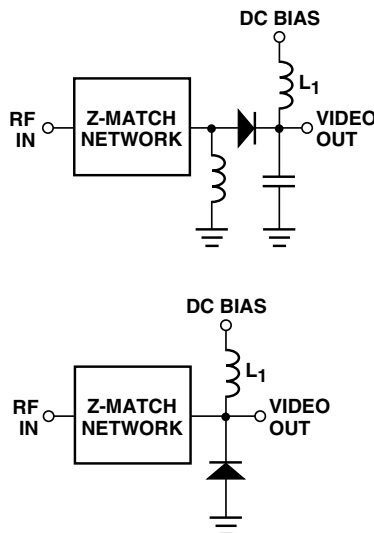 DC BIAS
L1
RF
IN
Z-MATCH
NETWORK
VIDEO
OUT
DC BIAS
L1
RF
IN
Z-MATCH
NETWORK
VIDEO
OUT